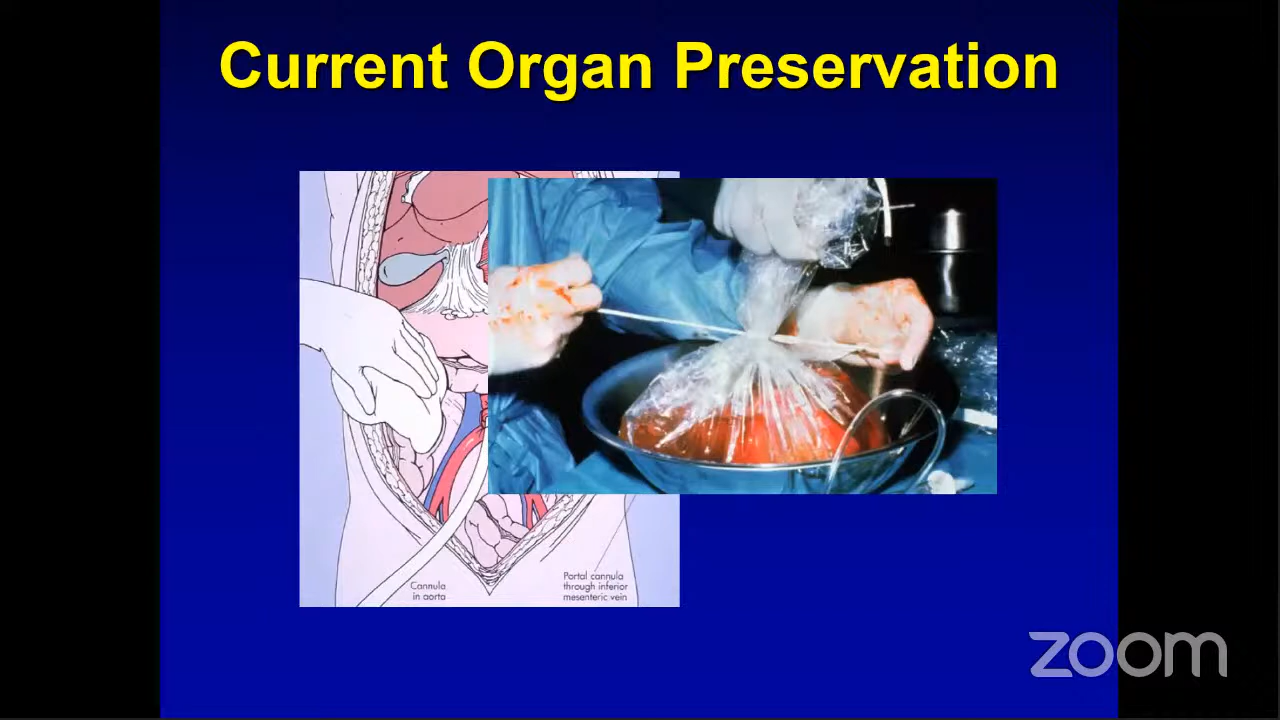 Current Organ Preservation
Cannula
in aorta
Portal cannula
through inferior
mesenteric vein
zoom